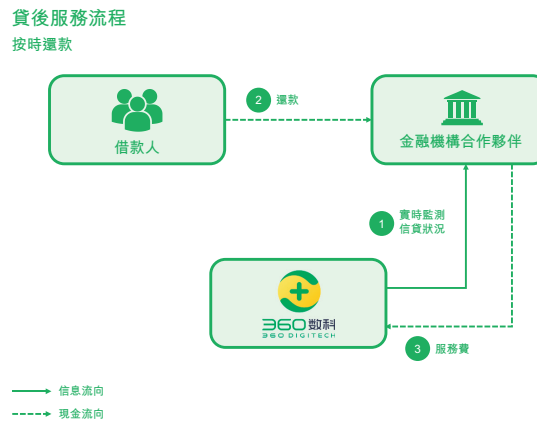 貸後服務流程
按時還款
2 還款
借款人
金融機構合作夥伴
1 實時監測
信貸狀況
360数科
360 DIGITECH
3 服務費
信息流向
現金流向